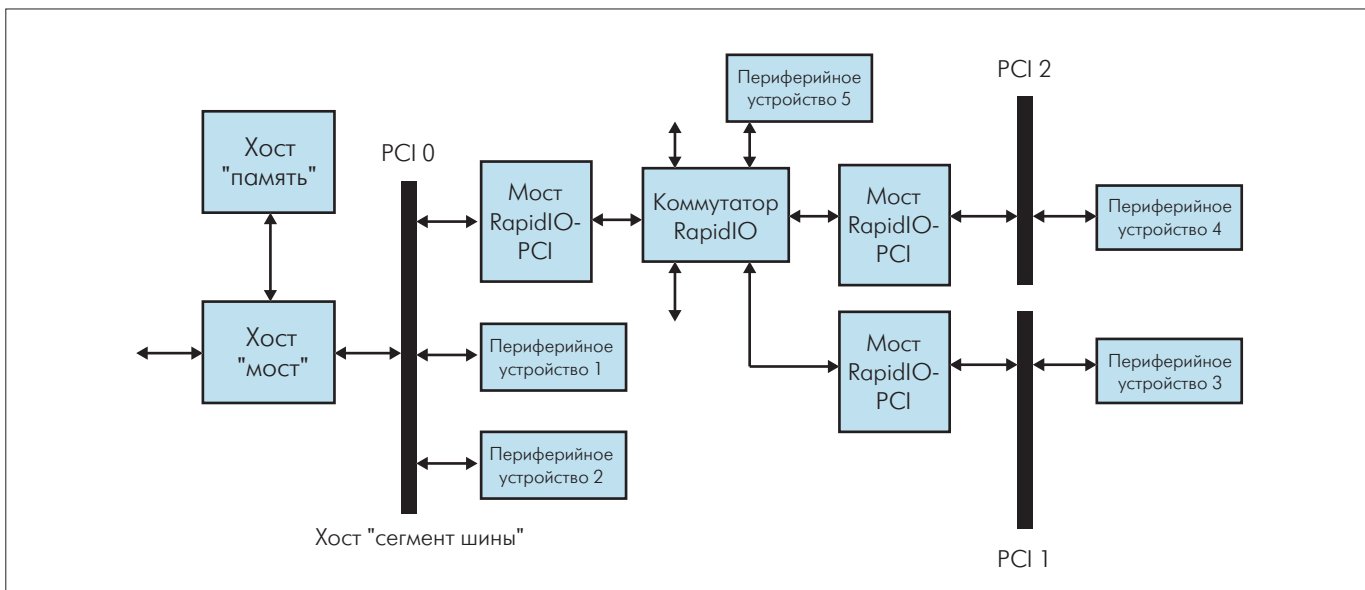 Хост
"память"
Хост
"мост"
PCI 0
Хост "сегмент шины"
Мост
RapidIO-
PCI
Периферийное
устройство 1
Периферийное
устройство 2
Периферийное
устройство 5
Коммутатор
RapidIO
Мост
RapidIO-
PCI
Мост
RapidIO-
PCI
PCI 2
Периферийное
устройство 4
Периферийное
устройство 3
PCI 1